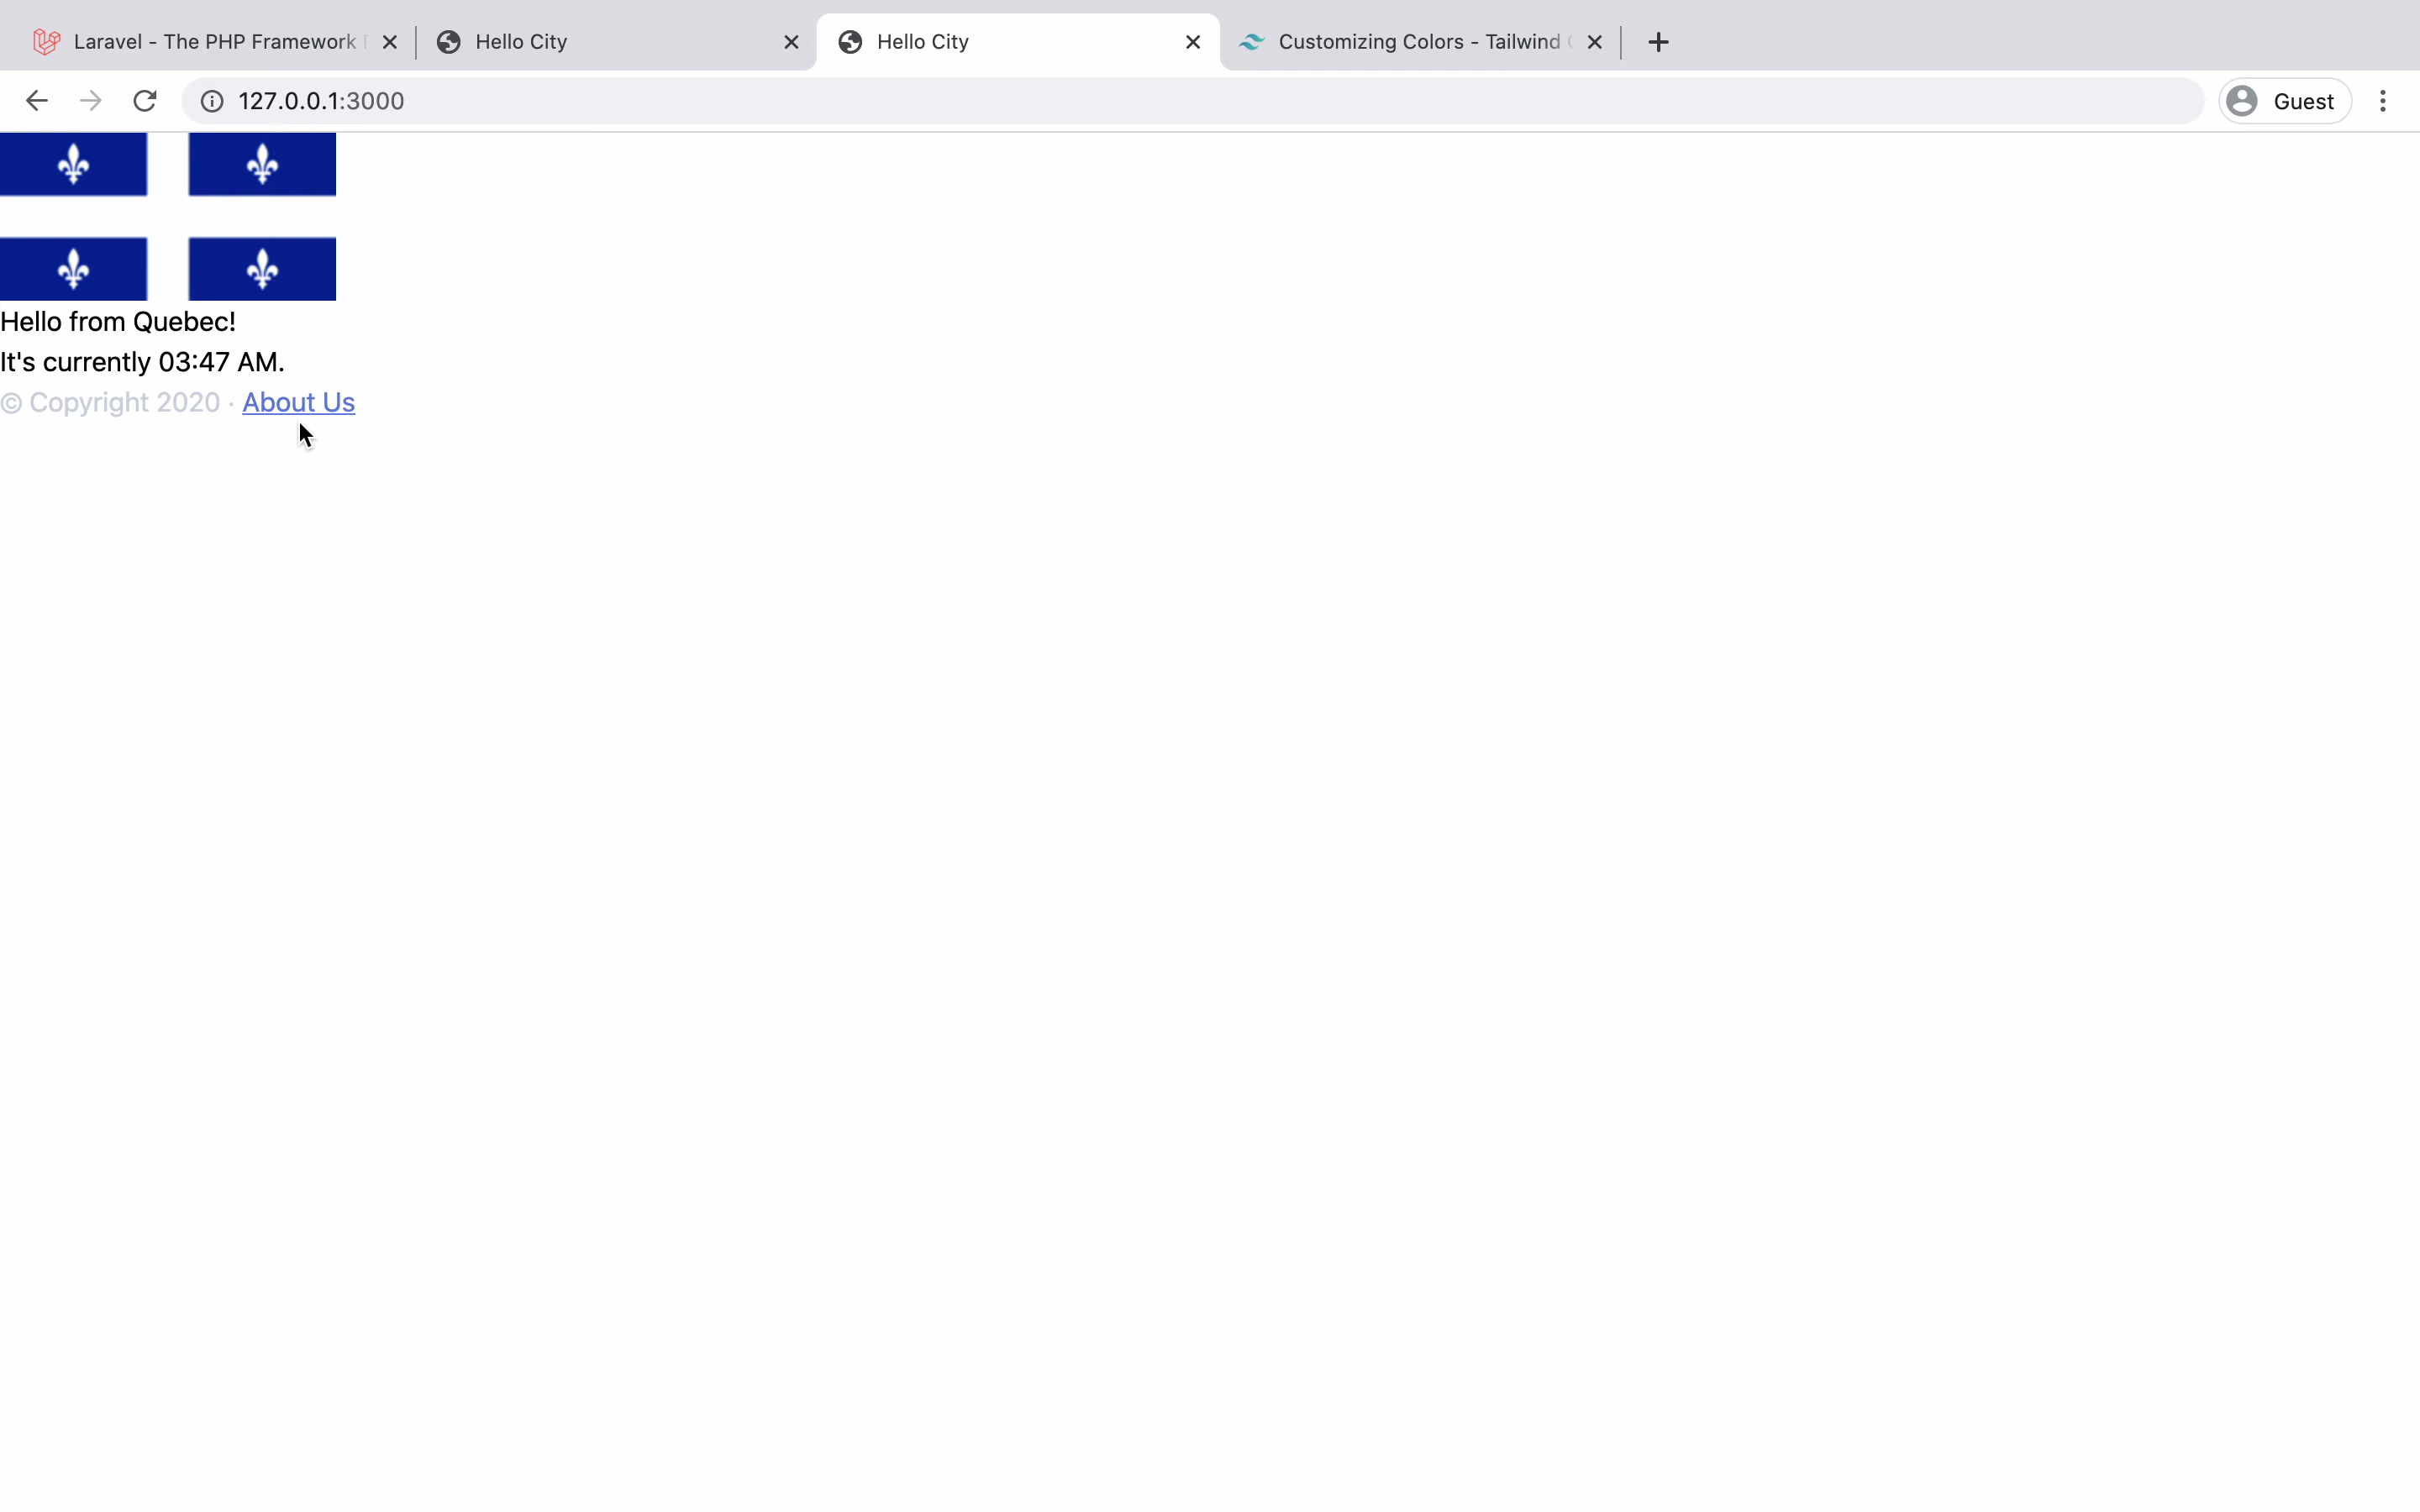 Laravel - The PHP Framework
Hello City
Hello City
Customizing Colors - Tailwind
127.0.0.1:3000
Guest
Hello from Quebec!
It's currently 03:47 AM.
© Copyright 2020 · About Us